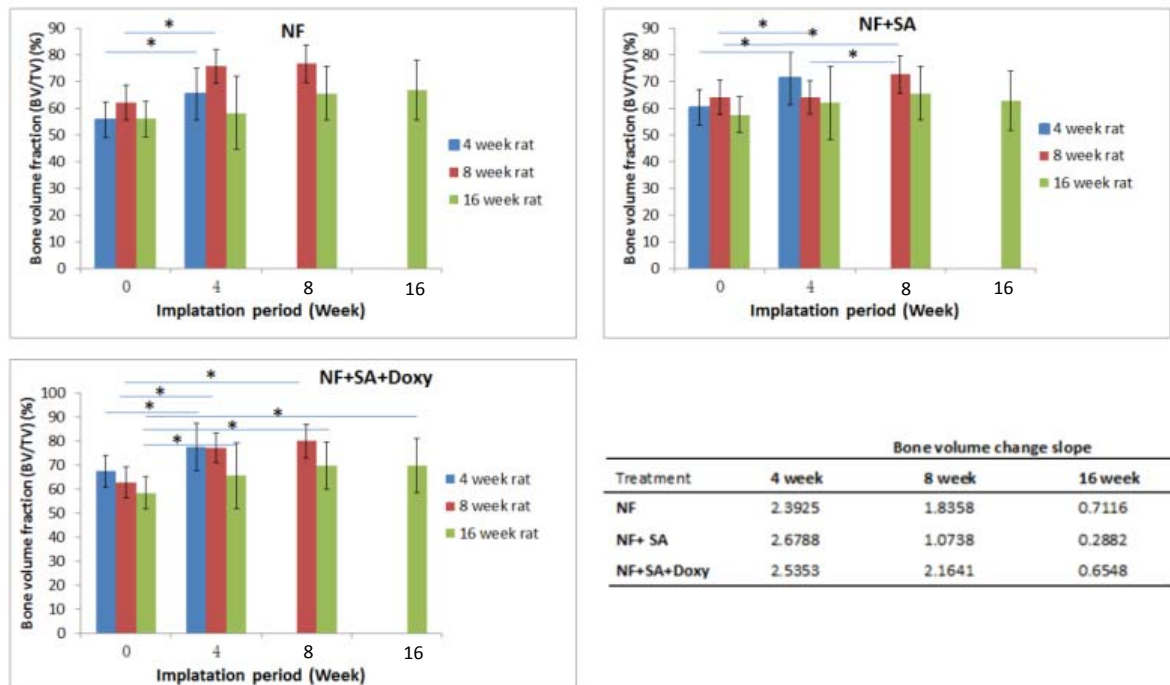 NF
*
*
Bone volume fraction (BV/TV) (%)
90
80
70
60
50
40
30
20
10
0
0 4 8 16
Implatation period (Week)
4 week rat
8 week rat
16 week rat
NF+SA
*
*
*
Bone volume fraction (BV/TV) (%)
90
80
70
60
50
40
30
20
10
0
0 4 8 16
Implatation period (Week)
4 week rat
8 week rat
16 week rat
NF+SA+Doxy
*
*
*
*
*
*
Bone volume fraction (BV/TV) (%)
100
90
80
70
60
50
40
30
20
10
0
0 4 8 16
Implatation period (Week)
4 week rat
8 week rat
16 week rat
Bone volume change slope
Treatment 4 week 8 week 16 week
NF 2.3925 1.8358 0.7116
NF+ SA 2.6788 1.0738 0.2882
NF+SA+Doxy 2.5353 2.1641 0.6548